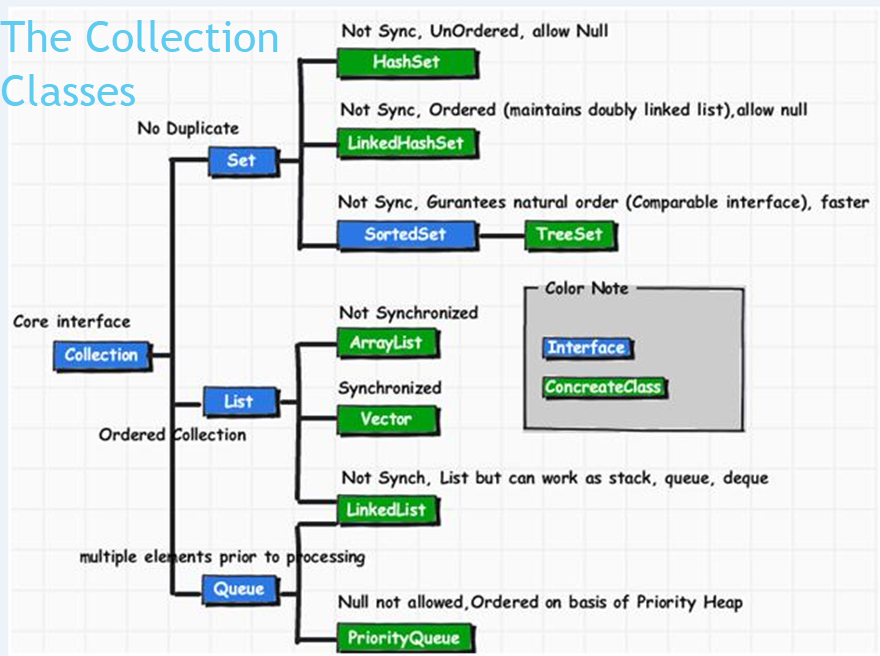 The Collection
Classes
Not Sync, UnOrdered, allow Null
HashSet
Not Sync, Ordered (maintains doubly linked list),allow null
LinkedHashSet
No Duplicate
Set
Not Sync, Gurantees natural order (Comparable interface), faster
SortedSet
TreeSet
Color Note
Interface
ConcreateClass
Core interface
Collection
Not Synchronized
ArrayList
Synchronized
Vector
List
Ordered Collection
Not Synch, List but can work as stack, queue, deque
LinkedList
multiple elements prior to processing
Queue
Null not allowed,Ordered on basis of Priority Heap
PriorityQueue